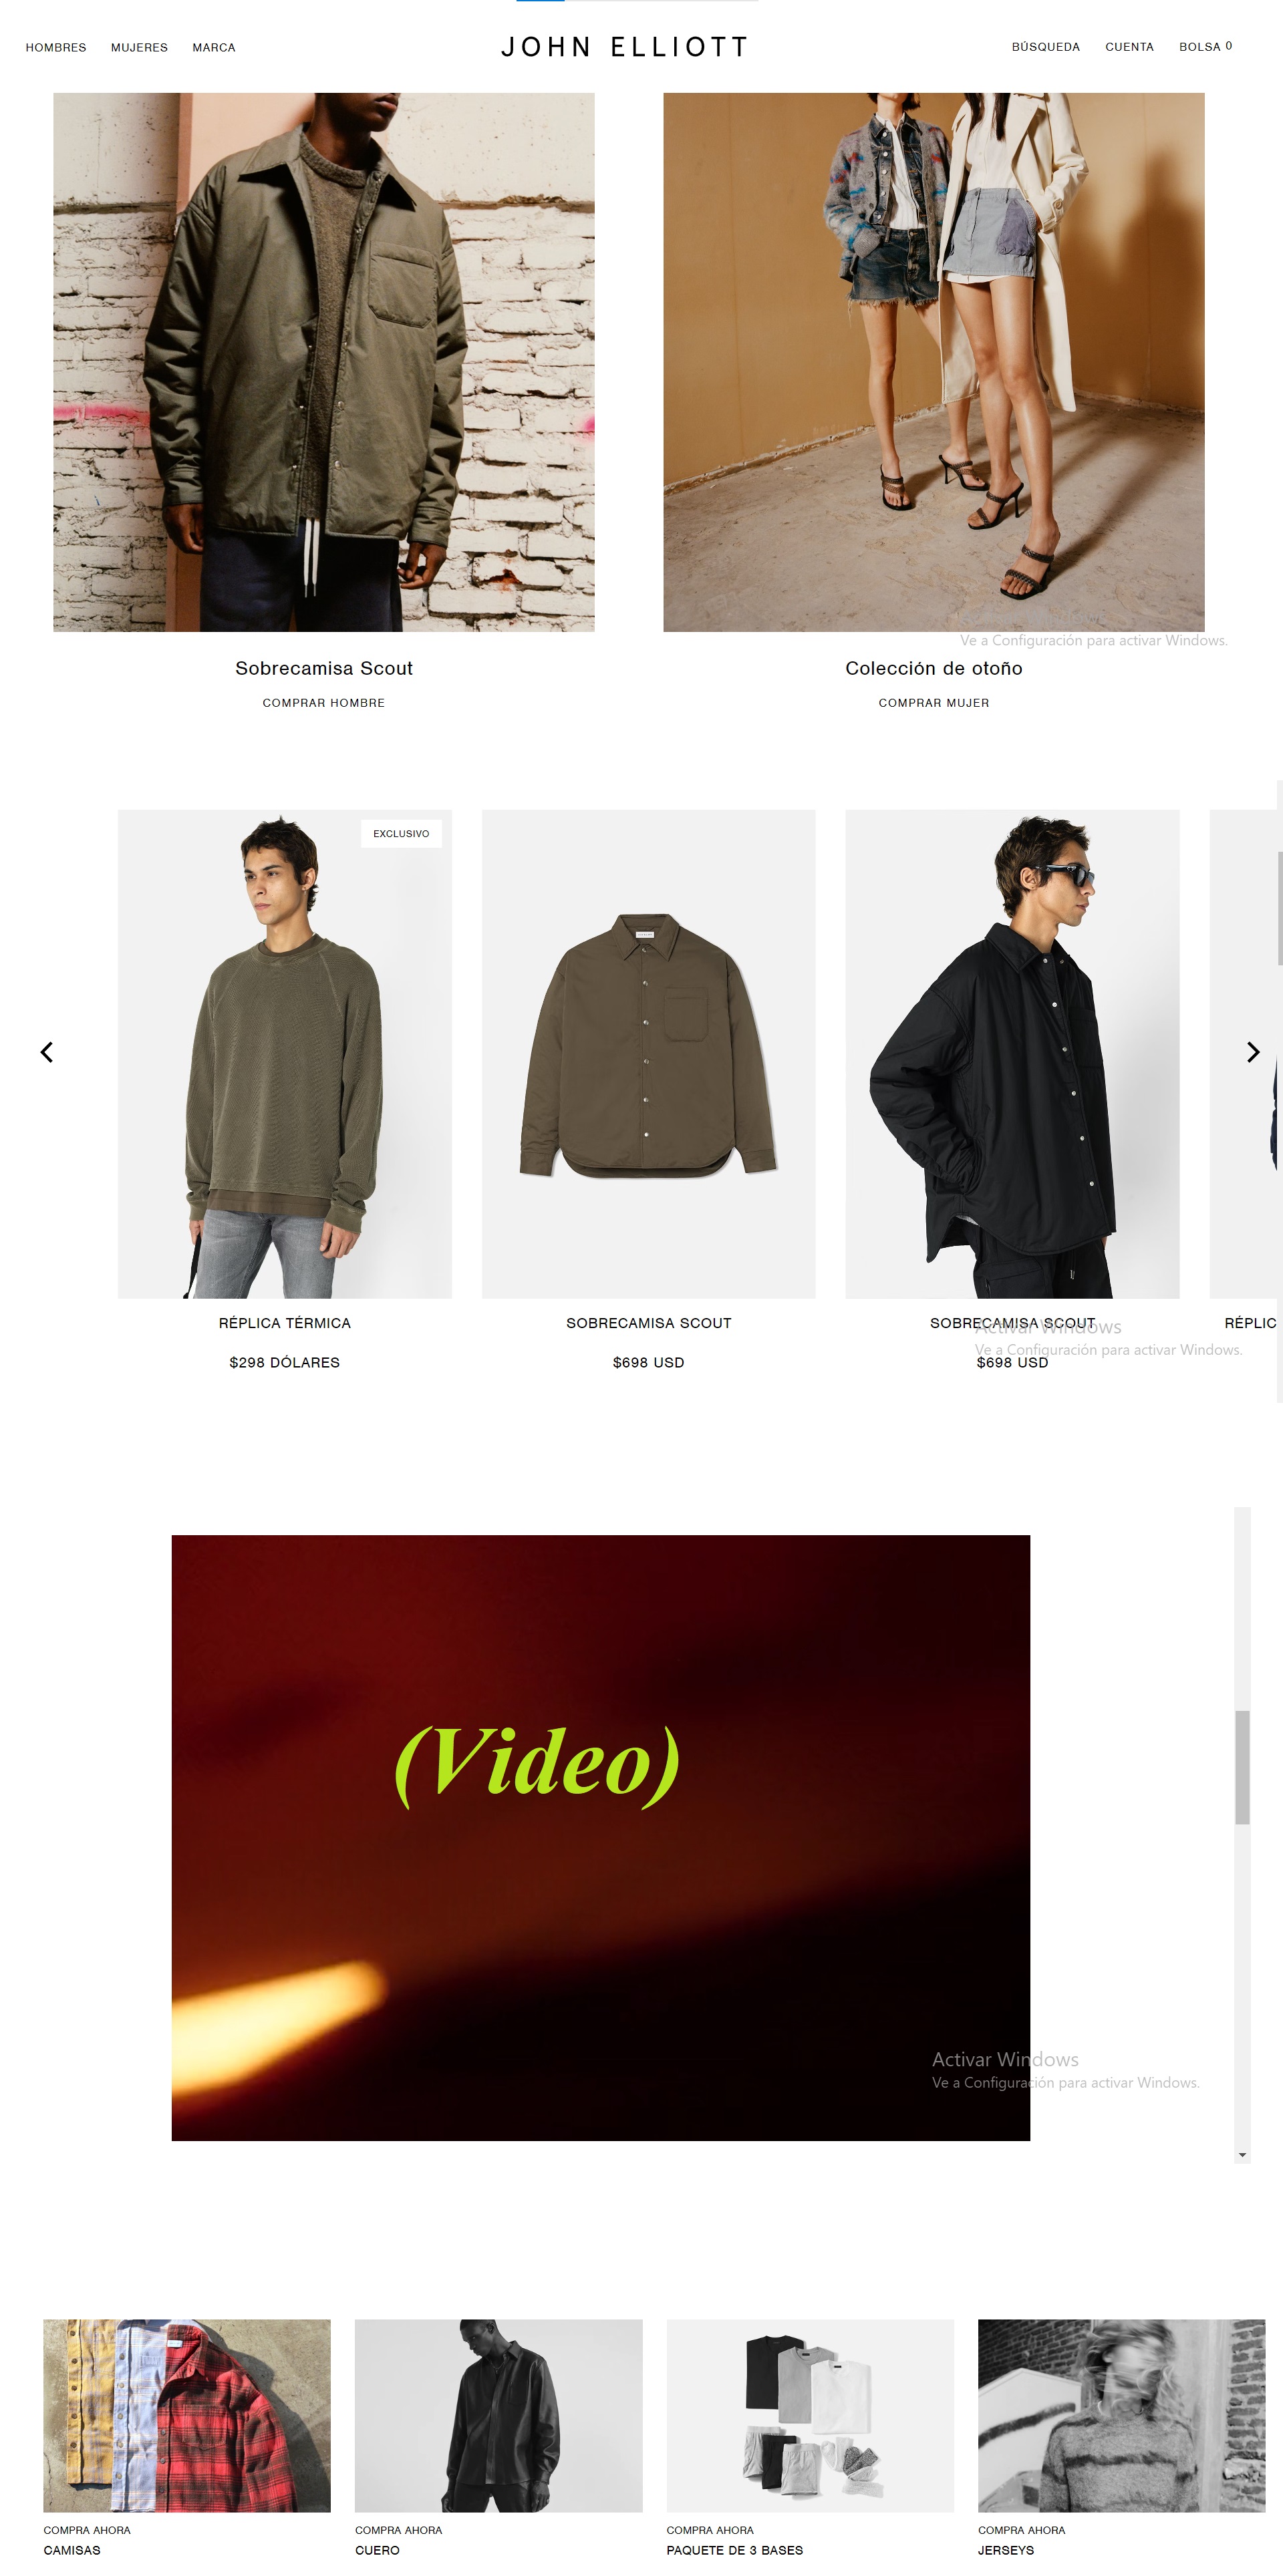 HOMBRES MUJERES MARCA JOHN ELLIOTT BÚSQUEDA CUENTA BOLSA 0
Ve a Configuración para activar Windows.
Sobrecamisa Scout Colección de otoño
COMPRAR HOMBRE COMPRAR MUJER
EXCLUSIVO
RÉPLICA TÉRMICA SOBRECAMISA SCOUT SOBRECAMISA SCOUT RÉPLIC
Activar Windows
Ve a Configuración para activar Windows.
$298 DÓLARES $698 USD $698 USD
(Video)
Activar Windows
Ve a Configuración para activar Windows.
COMPRA AHORA COMPRA AHORA COMPRA AHORA COMPRA AHORA
CAMISAS CUERO PAQUETE DE 3 BASES JERSEYS